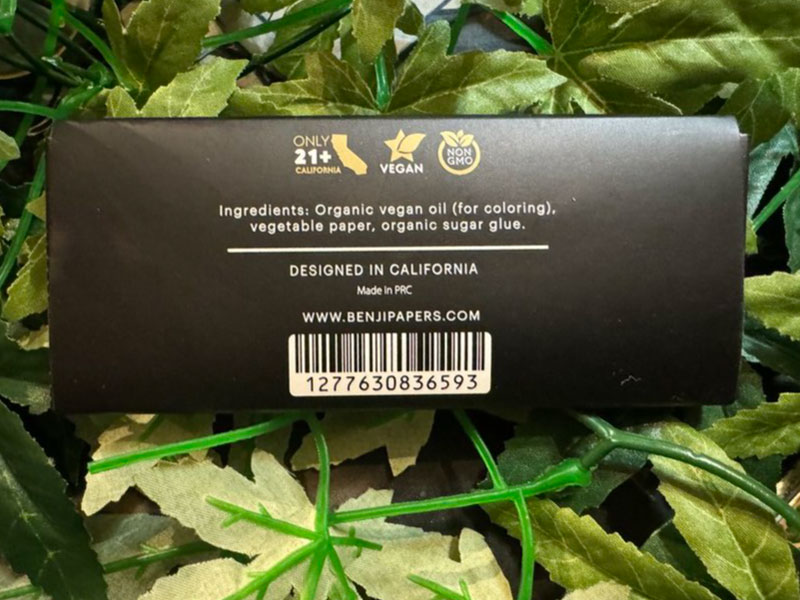 ONLY
21+
CALIFORNIA
VEGAN
NON
GMO
Ingredients: Organic vegan oil (for coloring),
vegetable paper, organic sugar glue.
DESIGNED IN CALIFORNIA
Made in PRC
WWW.BENJIPAPERS.COM
1277630836593